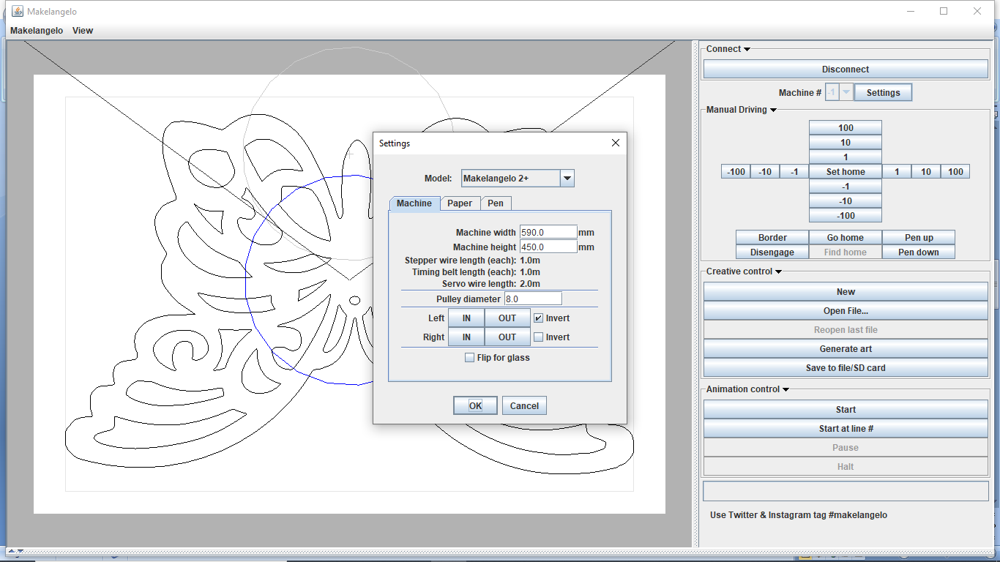 Makelangelo
Makelangelo View
Connect
Disconnect
Machine # -1 Settings
Manual Driving
100
10
1
-100 -10 -1 Set home 1 10 100
-1
-10
-100
Border Go home Pen up
Disengage Find home Pen down
Creative control
New
Open File...
Reopen last file
Generate art
Save to file/SD card
Animation control
Start
Start at line #
Pause
Halt
Use Twitter & Instagram tag #makelangelo
Settings
Model: Makelangelo 2+
Machine Paper Pen
Machine width 590.0 mm
Machine height 450.0 mm
Stepper wire length (each): 1.0m
Timing belt length (each): 1.0m
Servo wire length: 2.0m
Pulley diameter 8.0
Left IN OUT Invert
Right IN OUT Invert
Flip for glass
OK Cancel